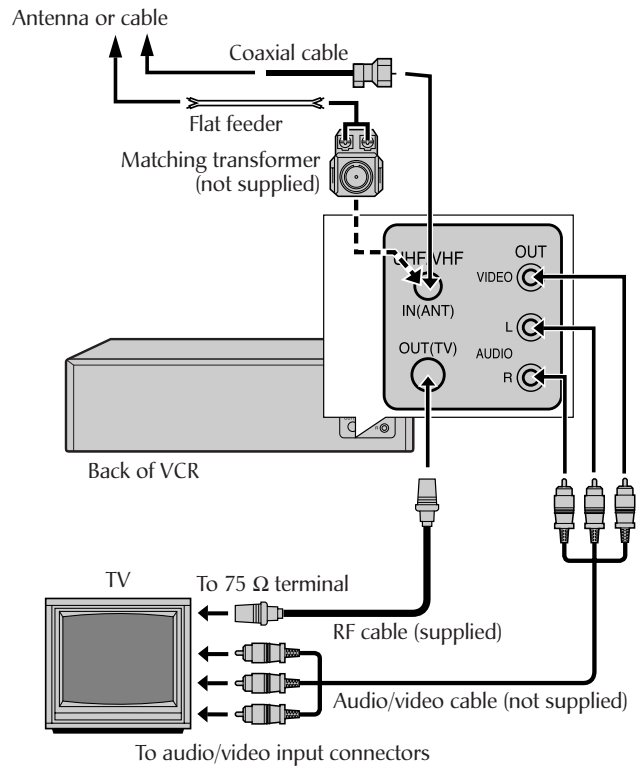 Antenna or cable
Coaxial cable
Flat feeder
Matching transformer
(not supplied)
UHF/VHF
IN(ANT)
OUT(TV)
OUT
VIDEO
L
AUDIO
R
Back of VCR
TV
To 75 Ω terminal
RF cable (supplied)
Audio/video cable (not supplied)
To audio/video input connectors